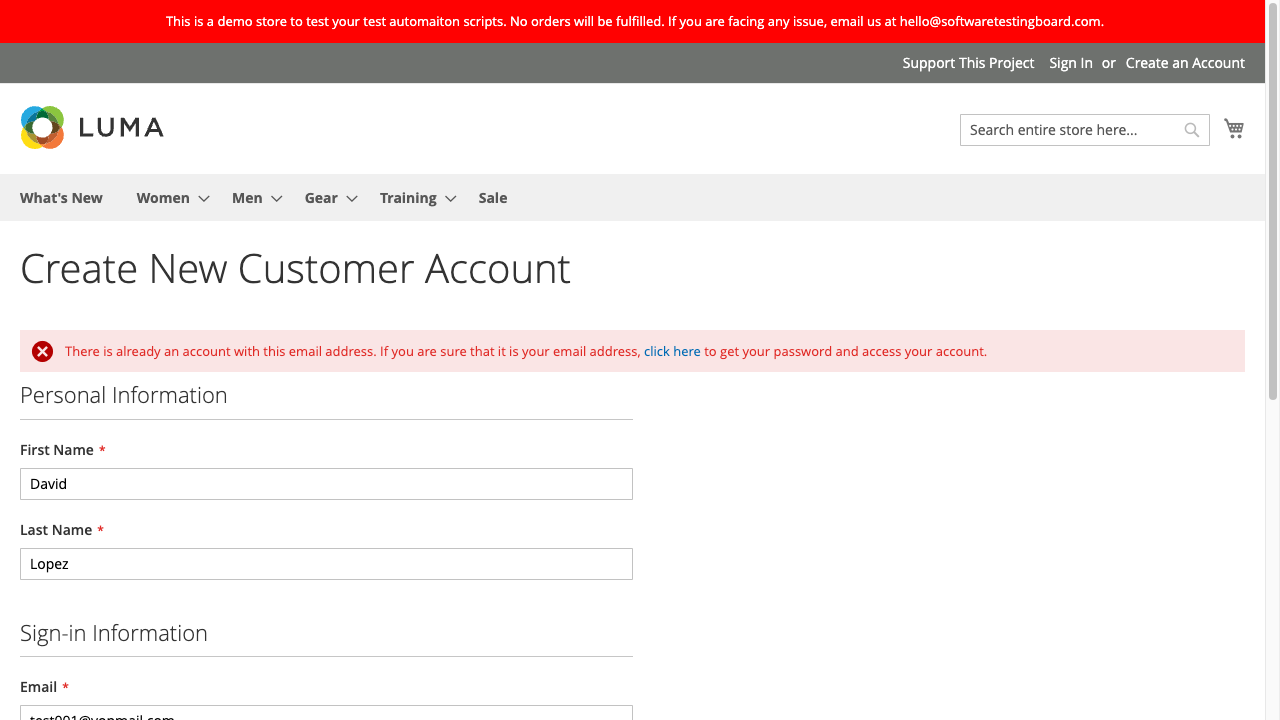 This is a demo store to test your test automaiton scripts. No orders will be fulfilled. If you are facing any issue, email us at hello@softwaretestingboard.com.
Support This Project Sign In or Create an Account
LUMA
Search entire store here...
What's New Women Men Gear Training Sale
Create New Customer Account
There is already an account with this email address. If you are sure that it is your email address, click here to get your password and access your account.
Personal Information
First Name *
David
Last Name *
Lopez
Sign-in Information
Email *